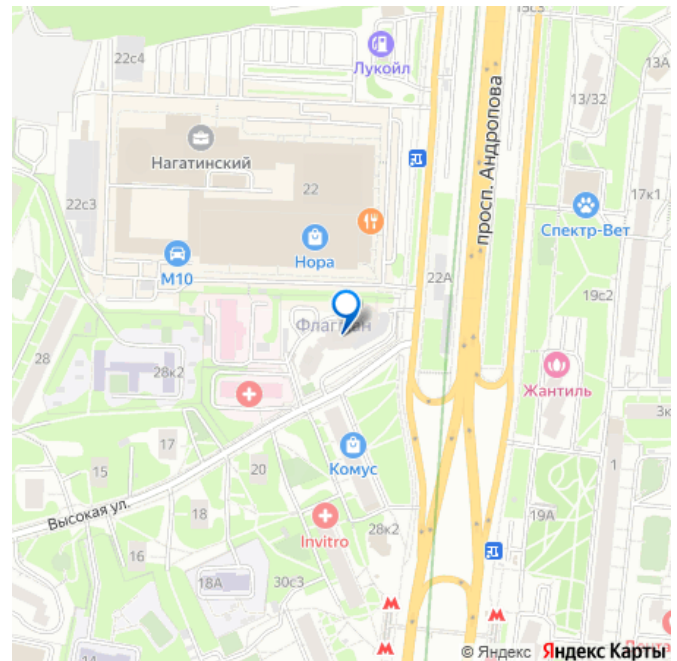 15с3
22с4
Лукойл
13А
13/32
просп. Андропова
Нагатинский
22
17к1
22с3
Спектр-Вет
Нора
М10
22А
19с2
Флагман
28
28к2
Жантиль
3к
17
Комус
1
15
20
Высокая ул.
18
19А
Invitro
16
28к2
18А
30с3
14
© Яндекс Яндекс Карты